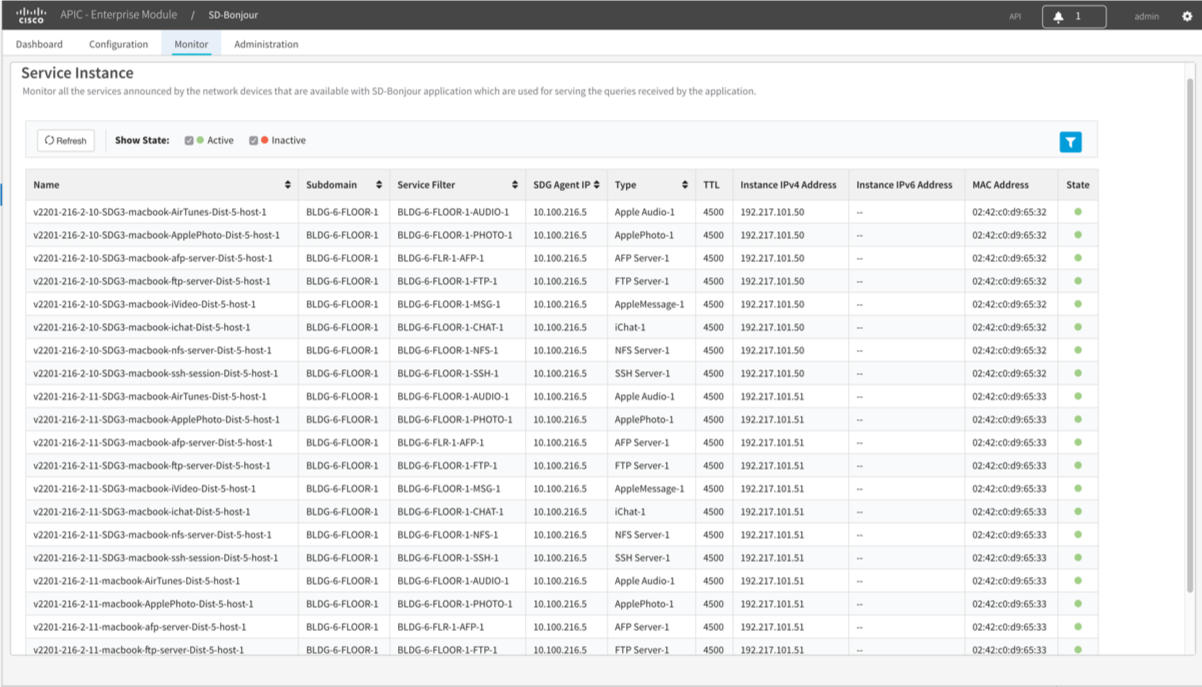 CISCO APIC - Enterprise Module / SD-Bonjour API 1 admin
Dashboard Configuration Monitor Administration
Service Instance
Monitor all the services announced by the network devices that are available with SD-Bonjour application which are used for serving the queries received by the application.
Refresh Show State: Active Inactive
Name Subdomain Service Filter SDG Agent IP Type TTL Instance IPv4 Address Instance IPv6 Address MAC Address State
v2201-216-2-10-SDG3-macbook-AirTunes-Dist-5-host-1 BLDG-6-FLOOR-1 BLDG-6-FLOOR-1-AUDIO-1 10.100.216.5 Apple Audio-1 4500 192.217.101.50 -- 02:42:c0:d9:65:32
v2201-216-2-10-SDG3-macbook-ApplePhoto-Dist-5-host-1 BLDG-6-FLOOR-1 BLDG-6-FLOOR-1-PHOTO-1 10.100.216.5 ApplePhoto-1 4500 192.217.101.50 -- 02:42:c0:d9:65:32
v2201-216-2-10-SDG3-macbook-afp-server-Dist-5-host-1 BLDG-6-FLOOR-1 BLDG-6-FLR-1-AFP-1 10.100.216.5 AFP Server-1 4500 192.217.101.50 -- 02:42:c0:d9:65:32
v2201-216-2-10-SDG3-macbook-ftp-server-Dist-5-host-1 BLDG-6-FLOOR-1 BLDG-6-FLOOR-1-FTP-1 10.100.216.5 FTP Server-1 4500 192.217.101.50 -- 02:42:c0:d9:65:32
v2201-216-2-10-SDG3-macbook-iVideo-Dist-5-host-1 BLDG-6-FLOOR-1 BLDG-6-FLOOR-1-MSG-1 10.100.216.5 AppleMessage-1 4500 192.217.101.50 -- 02:42:c0:d9:65:32
v2201-216-2-10-SDG3-macbook-ichat-Dist-5-host-1 BLDG-6-FLOOR-1 BLDG-6-FLOOR-1-CHAT-1 10.100.216.5 iChat-1 4500 192.217.101.50 -- 02:42:c0:d9:65:32
v2201-216-2-10-SDG3-macbook-nfs-server-Dist-5-host-1 BLDG-6-FLOOR-1 BLDG-6-FLOOR-1-NFS-1 10.100.216.5 NFS Server-1 4500 192.217.101.50 -- 02:42:c0:d9:65:32
v2201-216-2-10-SDG3-macbook-ssh-session-Dist-5-host-1 BLDG-6-FLOOR-1 BLDG-6-FLOOR-1-SSH-1 10.100.216.5 SSH Server-1 4500 192.217.101.50 -- 02:42:c0:d9:65:32
v2201-216-2-11-SDG3-macbook-AirTunes-Dist-5-host-1 BLDG-6-FLOOR-1 BLDG-6-FLOOR-1-AUDIO-1 10.100.216.5 Apple Audio-1 4500 192.217.101.51 -- 02:42:c0:d9:65:33
v2201-216-2-11-SDG3-macbook-ApplePhoto-Dist-5-host-1 BLDG-6-FLOOR-1 BLDG-6-FLOOR-1-PHOTO-1 10.100.216.5 ApplePhoto-1 4500 192.217.101.51 -- 02:42:c0:d9:65:33
v2201-216-2-11-SDG3-macbook-afp-server-Dist-5-host-1 BLDG-6-FLOOR-1 BLDG-6-FLR-1-AFP-1 10.100.216.5 AFP Server-1 4500 192.217.101.51 -- 02:42:c0:d9:65:33
v2201-216-2-11-SDG3-macbook-ftp-server-Dist-5-host-1 BLDG-6-FLOOR-1 BLDG-6-FLOOR-1-FTP-1 10.100.216.5 FTP Server-1 4500 192.217.101.51 -- 02:42:c0:d9:65:33
v2201-216-2-11-SDG3-macbook-iVideo-Dist-5-host-1 BLDG-6-FLOOR-1 BLDG-6-FLOOR-1-MSG-1 10.100.216.5 AppleMessage-1 4500 192.217.101.51 -- 02:42:c0:d9:65:33
v2201-216-2-11-SDG3-macbook-ichat-Dist-5-host-1 BLDG-6-FLOOR-1 BLDG-6-FLOOR-1-CHAT-1 10.100.216.5 iChat-1 4500 192.217.101.51 -- 02:42:c0:d9:65:33
v2201-216-2-11-SDG3-macbook-nfs-server-Dist-5-host-1 BLDG-6-FLOOR-1 BLDG-6-FLOOR-1-NFS-1 10.100.216.5 NFS Server-1 4500 192.217.101.51 -- 02:42:c0:d9:65:33
v2201-216-2-11-SDG3-macbook-ssh-session-Dist-5-host-1 BLDG-6-FLOOR-1 BLDG-6-FLOOR-1-SSH-1 10.100.216.5 SSH Server-1 4500 192.217.101.51 -- 02:42:c0:d9:65:33
v2201-216-2-11-macbook-AirTunes-Dist-5-host-1 BLDG-6-FLOOR-1 BLDG-6-FLOOR-1-AUDIO-1 10.100.216.5 Apple Audio-1 4500 192.217.101.51 -- 02:42:c0:d9:65:33
v2201-216-2-11-macbook-ApplePhoto-Dist-5-host-1 BLDG-6-FLOOR-1 BLDG-6-FLOOR-1-PHOTO-1 10.100.216.5 ApplePhoto-1 4500 192.217.101.51 -- 02:42:c0:d9:65:33
v2201-216-2-11-macbook-afp-server-Dist-5-host-1 BLDG-6-FLOOR-1 BLDG-6-FLR-1-AFP-1 10.100.216.5 AFP Server-1 4500 192.217.101.51 -- 02:42:c0:d9:65:33
v2201-216-2-11-macbook-ftp-server-Dist-5-host-1 BLDG-6-FLOOR-1 BLDG-6-FLOOR-1-FTP-1 10.100.216.5 FTP Server-1 4500 192.217.101.51 -- 02:42:c0:d9:65:33